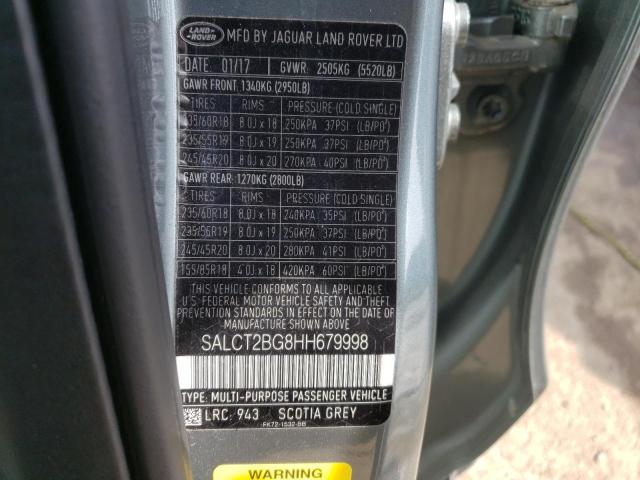 LAND ROVER
MFD BY JAGUAR LAND ROVER LTD
DATE: 01/17 GVWR: 2505KG (5520LB)
GAWR FRONT: 1340KG (2950LB)
TIRES RIMS PRESSURE (COLD SINGLE)
235/60R18 8.0J x 18 250KPA 37PSI (LB/PO²)
235/55R19 8.0J x 19 250KPA 37PSI (LB/PO²)
245/45R20 8.0J x 20 270KPA 40PSI (LB/PO²)
GAWR REAR: 1270KG (2800LB)
TIRES RIMS PRESSURE (COLD SINGLE)
235/60R18 8.0J x 18 240KPA 35PSI (LB/PO²)
235/55R19 8.0J x 19 250KPA 37PSI (LB/PO²)
245/45R20 8.0J x 20 280KPA 41PSI (LB/PO²)
155/85R18 4.0J x 18 420KPA 60PSI (LB/PO²)
THIS VEHICLE CONFORMS TO ALL APPLICABLE
U.S. FEDERAL MOTOR VEHICLE SAFETY AND THEFT
PREVENTION STANDARDS IN EFFECT ON THE DATE
OF MANUFACTURE SHOWN ABOVE
SALCT2BG8HH679998
TYPE: MULTI-PURPOSE PASSENGER VEHICLE
LRC: 943 SCOTIA GREY
FK72-1532-BB
WARNING